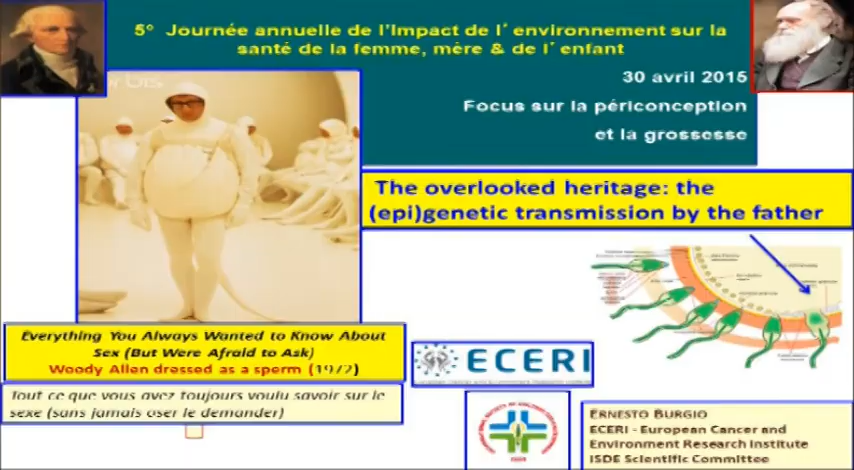 5° Journée annuelle de l'Impact de l'environnement sur la
santé de la femme, mère & de l'enfant
30 avril 2015
Focus sur la périconception
et la grossesse
The overlooked heritage: the
(epi)genetic transmission by the father
Everything You Always Wanted to Know About
Sex (But Were Afraid to Ask)
Woody Allen dressed as a sperm (1972)
Tout ce que vous avez toujours voulu savoir sur le
sexe (sans jamais oser le demander)
ECERI
ERNESTO BURGIO
ECERI - European Cancer and
Environment Research Institute
ISDE Scientific Committee